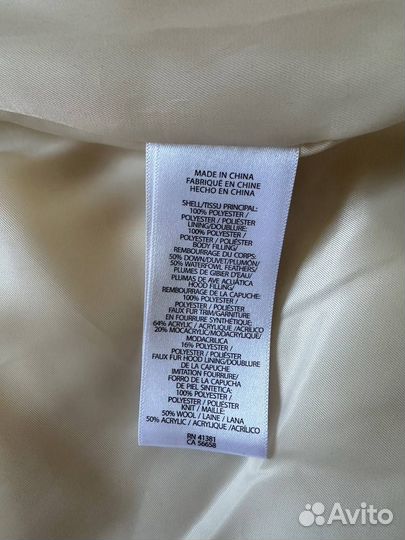 MADE IN CHINA
FABRIQUÉ EN CHINE
HECHO EN CHINA
SHELL/TISSU PRINCIPAL:
100% POLYESTER /
POLYESTER / POLIÉSTER
LINING/DOUBLURE:
100% POLYESTER /
POLYESTER / POLIÉSTER
BODY FILLING/
REMBOURRAGE DU CORPS:
50% DOWN/DUVET/PLUMÓN/
50% WATERFOWL FEATHERS/
PLUMES DE GIBIER D'EAU/
PLUMAS DE AVE ACUÁTICA
HOOD FILLING/
REMBORRAGE DE LA CAPUCHE:
100% POLYESTER /
POLYESTER / POLIÉSTER
FAUX FUR TRIM/GARNITURE
EN FOURRURE SYNTHÉTIQUE:
64% ACRYLIC / ACRYLIQUE /ACRÍLICO
20% MOCACRYLIC/MODACRYLIQUE/
MODACRILICA
16% POLYESTER /
POLYESTER / POLIÉSTER
FAUX FUR HOOD LINING/DOUBLURE
DE LA CAPUCHE
IMITATION FOURRURE/
FORRO DE LA CAPUCHA
DE PIEL SINTETICA:
100% POLYESTER /
POLYESTER / POLIÉSTER
KNIT / MAILLE:
50% WOOL / LAINE / LANA
50% ACRYLIC / ACRYLIQUE /ACRÍLICO
RN 41381
CA 56658
Avito